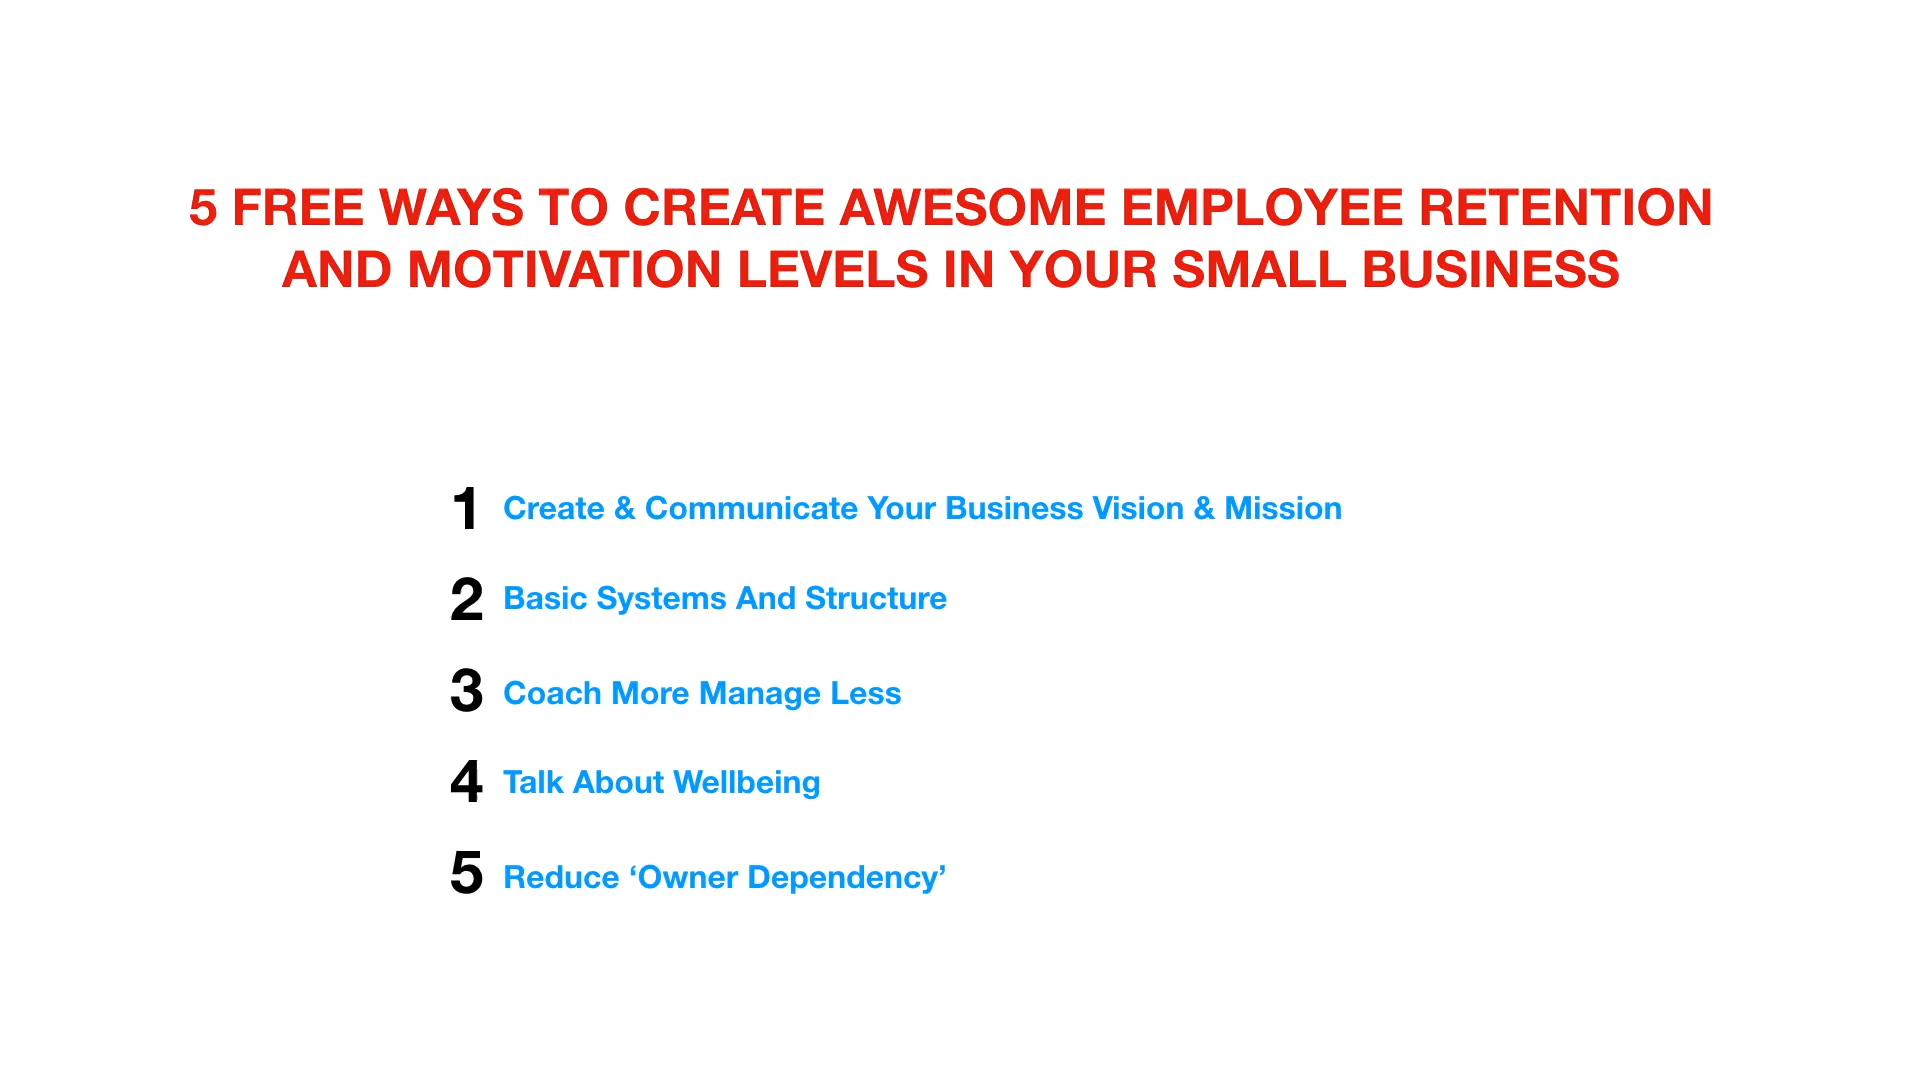 5 FREE WAYS TO CREATE AWESOME EMPLOYEE RETENTION
AND MOTIVATION LEVELS IN YOUR SMALL BUSINESS
1 Create & Communicate Your Business Vision & Mission
2 Basic Systems And Structure
3 Coach More Manage Less
4 Talk About Wellbeing
5 Reduce ‘Owner Dependency’